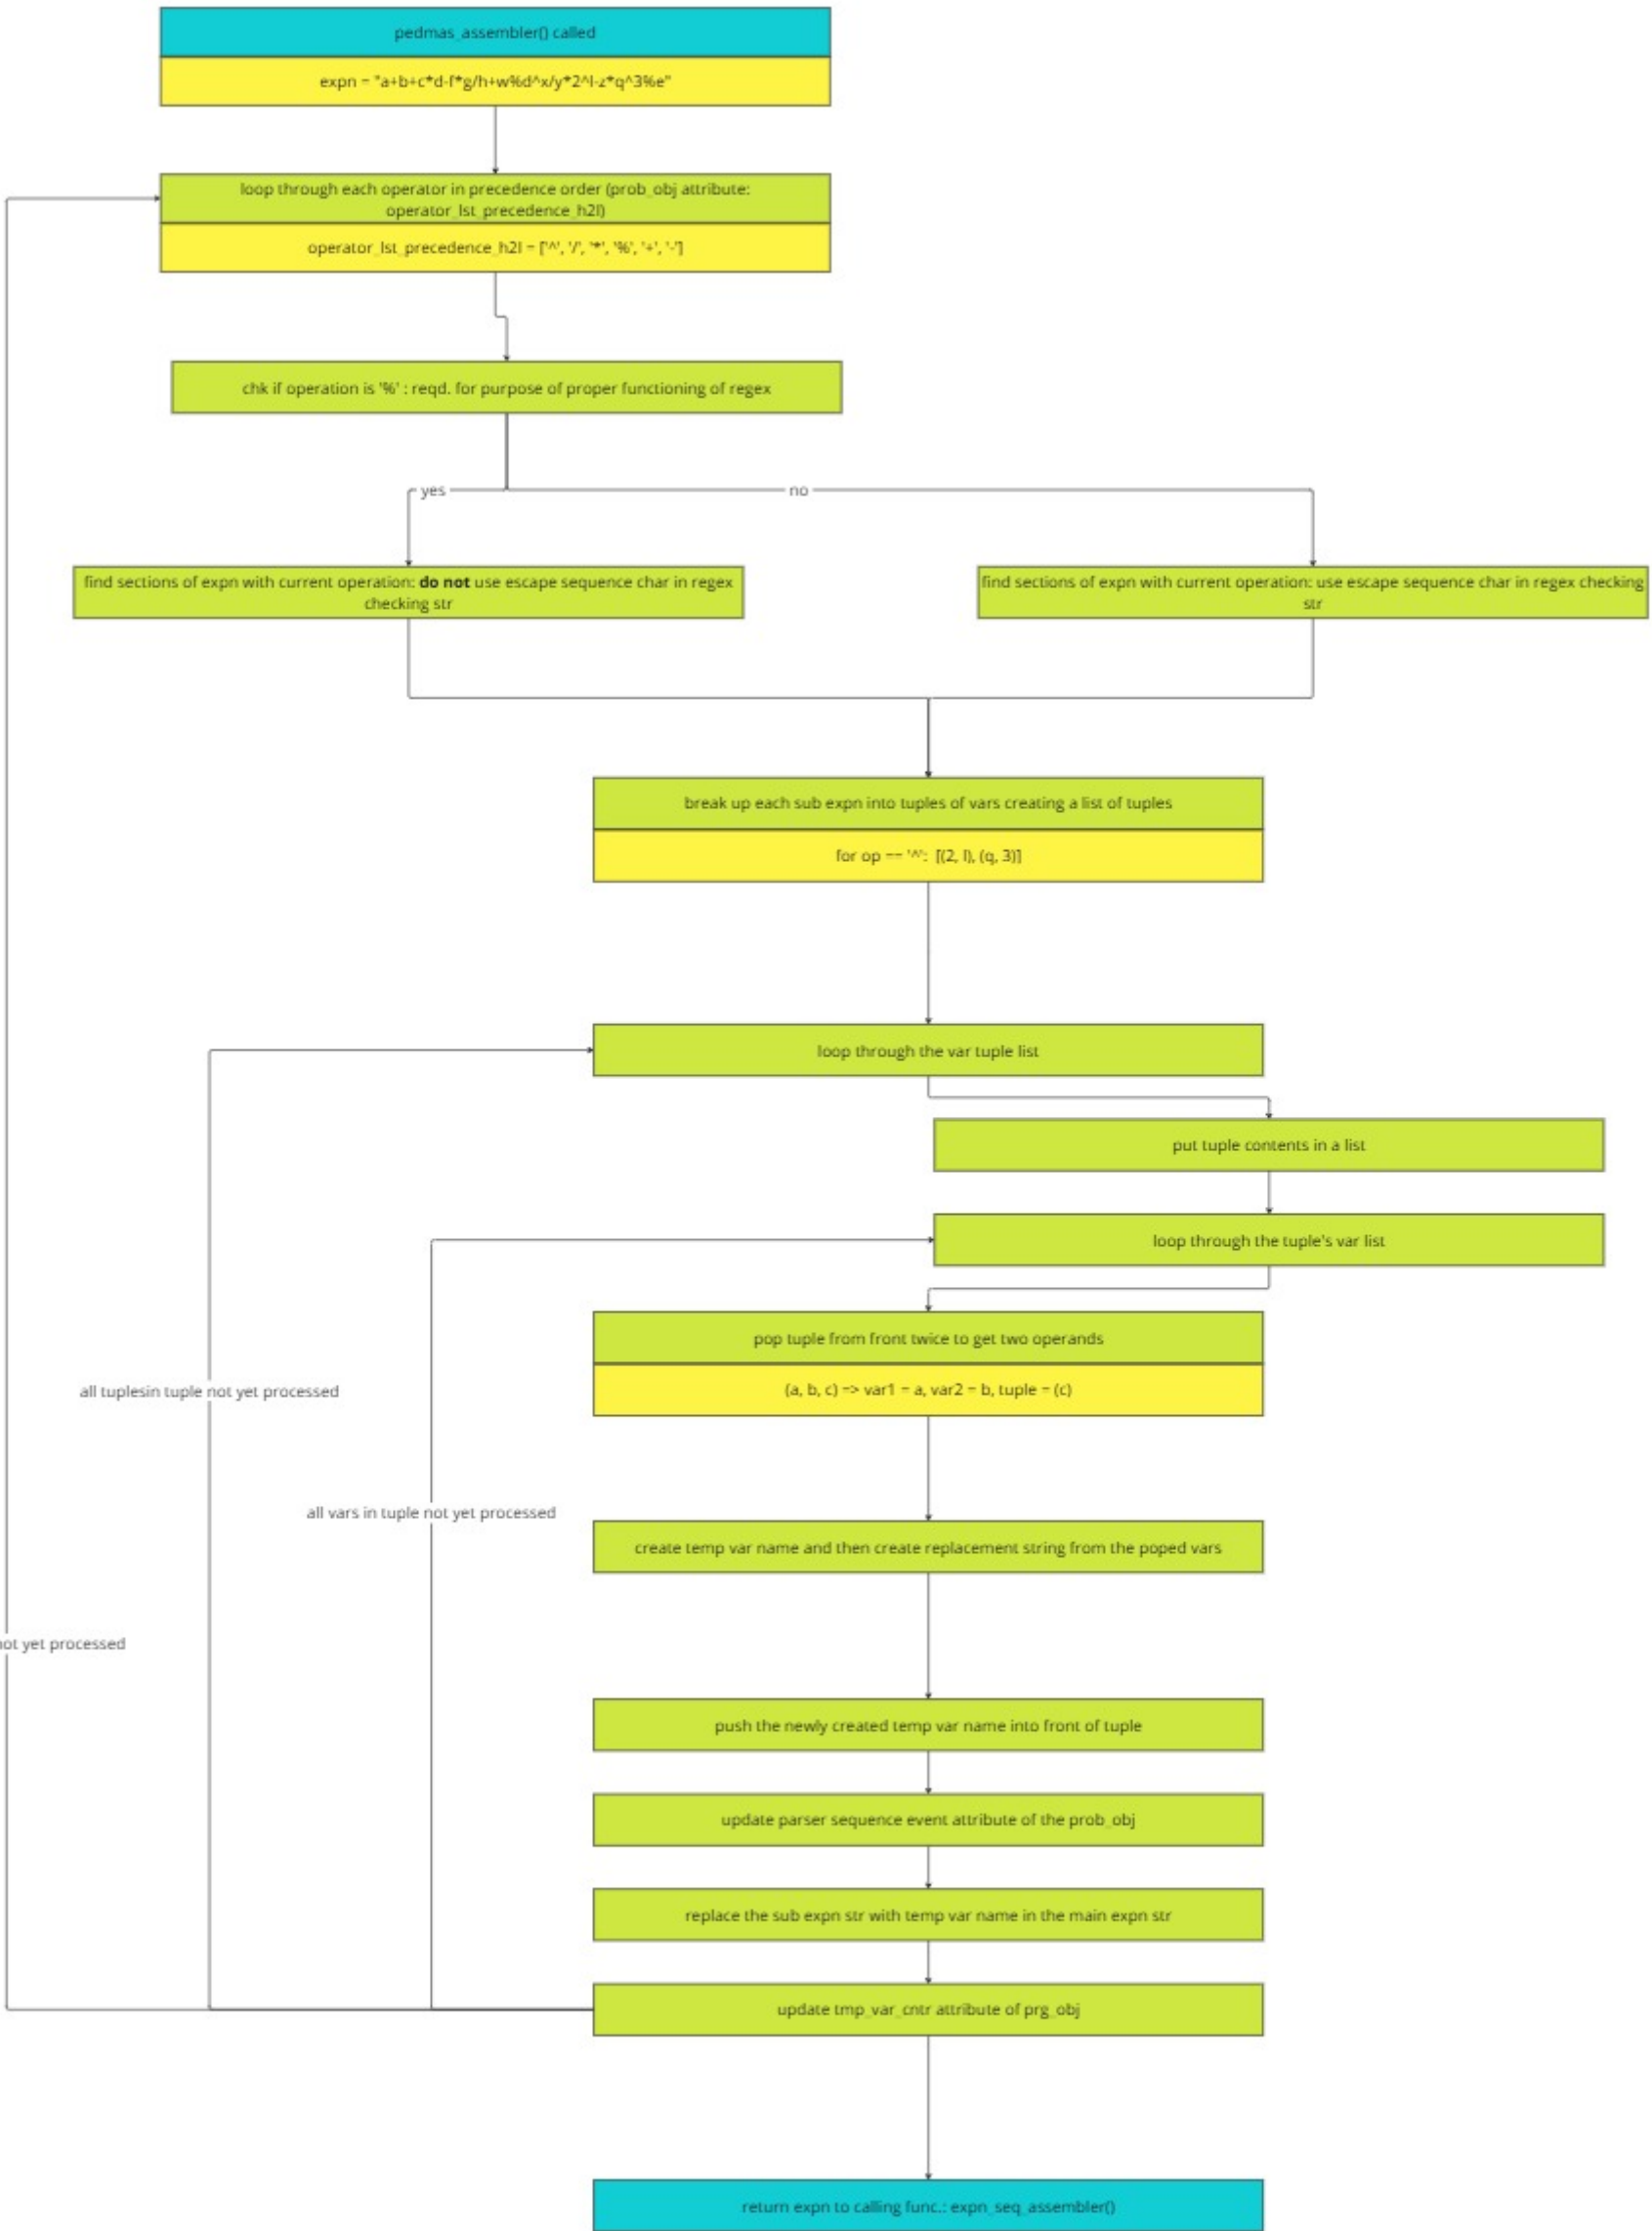 pedmas_assembler() called
expn = "a+b+c*d-f*g/h+w%d^x/y*2^l-z*q^3%e"
loop through each operator in precedence order (prob_obj attribute:
operator_lst_precedence_h2l)
operator_lst_precedence_h2l = ['^', '/', '*', '%', '+', '-']
chk if operation is '%' : reqd. for purpose of proper functioning of regex
yes
no
find sections of expn with current operation: do not use escape sequence char in regex
checking str
find sections of expn with current operation: use escape sequence char in regex checking
str
break up each sub expn into tuples of vars creating a list of tuples
for op == '^': [(2, l), (q, 3)]
loop through the var tuple list
put tuple contents in a list
loop through the tuple's var list
pop tuple from front twice to get two operands
(a, b, c) => var1 = a, var2 = b, tuple = (c)
all tuplesin tuple not yet processed
all vars in tuple not yet processed
create temp var name and then create replacement string from the poped vars
not yet processed
push the newly created temp var name into front of tuple
update parser sequence event attribute of the prob_obj
replace the sub expn str with temp var name in the main expn str
update tmp_var_cntr attribute of prg_obj
return expn to calling func.: expn_seq_assembler()